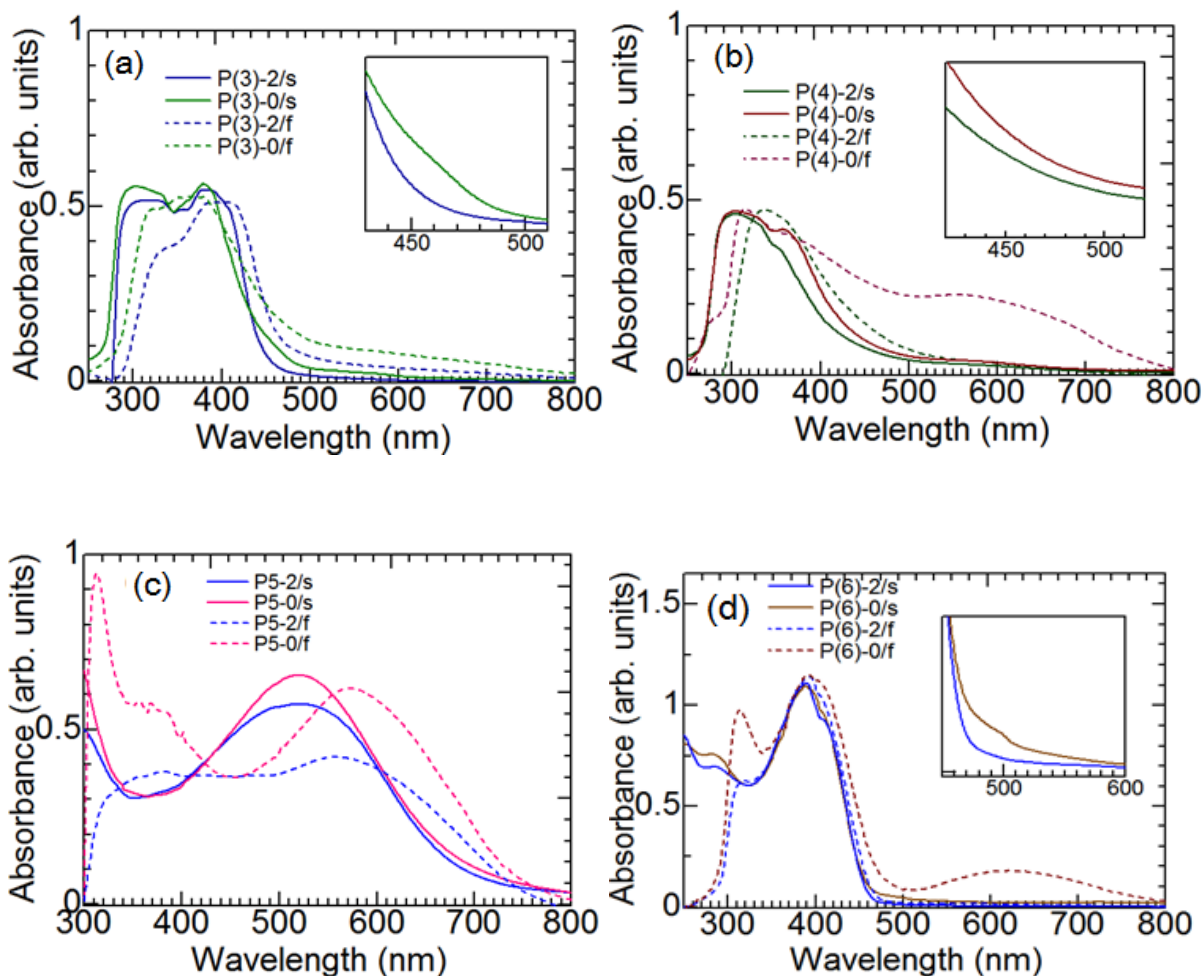 (a)
P(3)-2/s
P(3)-0/s
P(3)-2/f
P(3)-0/f
Absorbance (arb. units)
1
0.5
0
450 500
300 400 500 600 700 800
Wavelength (nm)
(b)
P(4)-2/s
P(4)-0/s
P(4)-2/f
P(4)-0/f
Absorbance (arb. units)
1
0.5
0
450 500
300 400 500 600 700 800
Wavelength (nm)
(c)
P5-2/s
P5-0/s
P5-2/f
P5-0/f
Absorbance (arb. units)
1
0.5
0
300 400 500 600 700 800
Wavelength (nm)
(d)
P(6)-2/s
P(6)-0/s
P(6)-2/f
P(6)-0/f
Absorbance (arb. units)
1.5
1
0.5
0
500 600
300 400 500 600 700 800
Wavelength (nm)